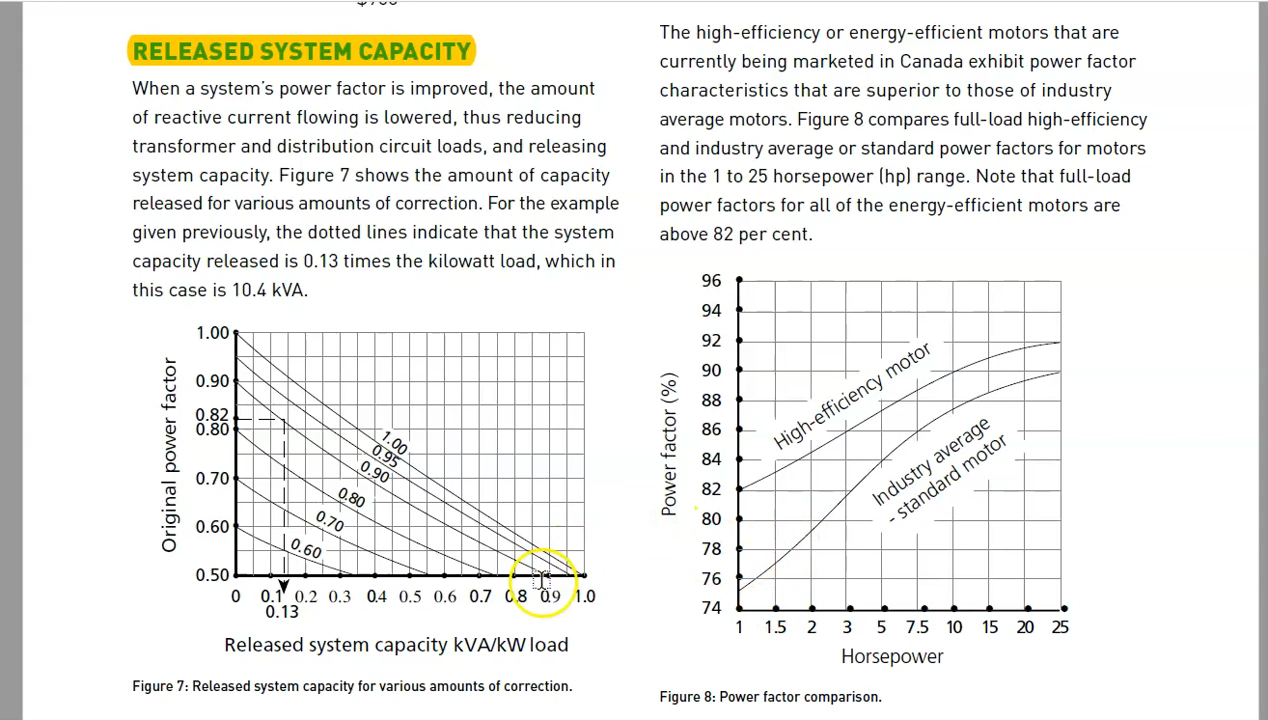 RELEASED SYSTEM CAPACITY
When a system's power factor is improved, the amount
of reactive current flowing is lowered, thus reducing
transformer and distribution circuit loads, and releasing
system capacity. Figure 7 shows the amount of capacity
released for various amounts of correction. For the example
given previously, the dotted lines indicate that the system
capacity released is 0.13 times the kilowatt load, which in
this case is 10.4 kVA.
Original power factor
1.00
0.90
0.82
0.80
0.70
0.60
0.50
1.00
0.95
0.90
0.80
0.70
0.60
0 0.1 0.2 0.3 0.4 0.5 0.6 0.7 0.8 0.9 1.0
0.13
Released system capacity kVA/kW load
Figure 7: Released system capacity for various amounts of correction.
The high-efficiency or energy-efficient motors that are
currently being marketed in Canada exhibit power factor
characteristics that are superior to those of industry
average motors. Figure 8 compares full-load high-efficiency
and industry average or standard power factors for motors
in the 1 to 25 horsepower (hp) range. Note that full-load
power factors for all of the energy-efficient motors are
above 82 per cent.
Power factor (%)
96
94
92
90
88
86
84
82
80
78
76
74
High-efficiency motor
Industry average
- standard motor
1 1.5 2 3 5 7.5 10 15 20 25
Horsepower
Figure 8: Power factor comparison.